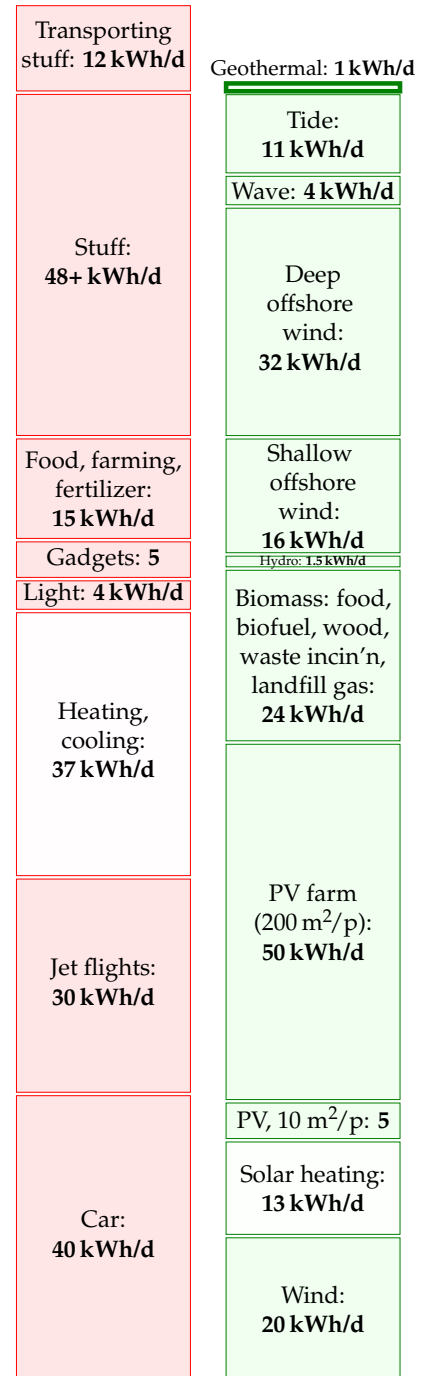 Transporting
stuff: 12 kWh/d
Stuff:
48+ kWh/d
Food, farming,
fertilizer:
15 kWh/d
Gadgets: 5
Light: 4 kWh/d
Heating,
cooling:
37 kWh/d
Jet flights:
30 kWh/d
Car:
40 kWh/d
Geothermal: 1 kWh/d
Tide:
11 kWh/d
Wave: 4 kWh/d
Deep
offshore
wind:
32 kWh/d
Shallow
offshore
wind:
16 kWh/d
Hydro: 1.5 kWh/d
Biomass: food,
biofuel, wood,
waste incin’n,
landfill gas:
24 kWh/d
PV farm
(200 m²/p):
50 kWh/d
PV, 10 m²/p: 5
Solar heating:
13 kWh/d
Wind:
20 kWh/d